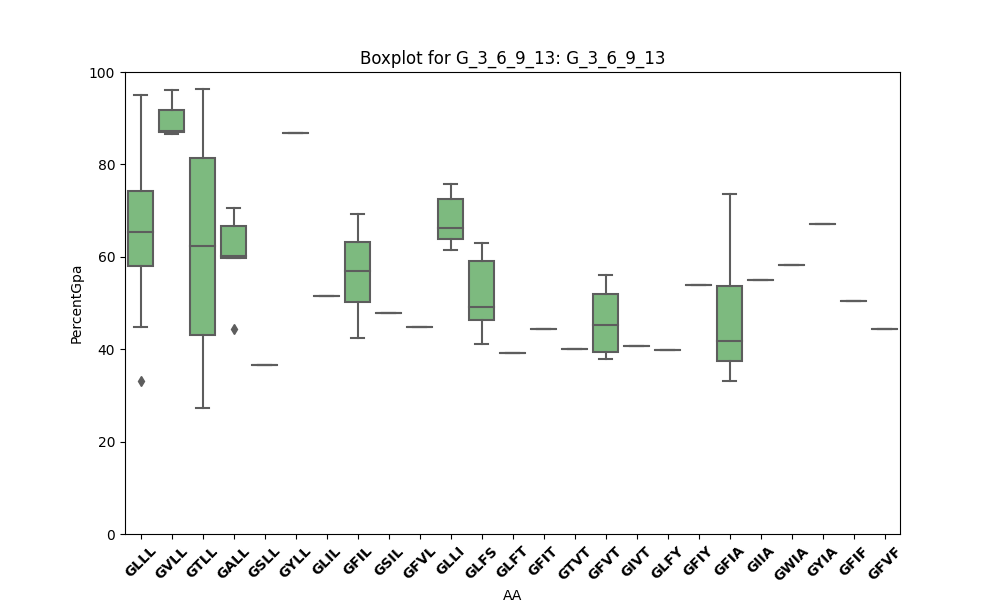 Boxplot for G_3_6_9_13: G_3_6_9_13
100
80
60
40
20
0
PercentGpa
GLLL GVLL GTLL GALL GSLL GYLL GLIL GFIL GSIL GFVL GLLI GLFS GLFT GFIT GTVT GFVT GIVT GLFY GFIY GFIA GIIA GWIA GYIA GFIF GFVF
AA